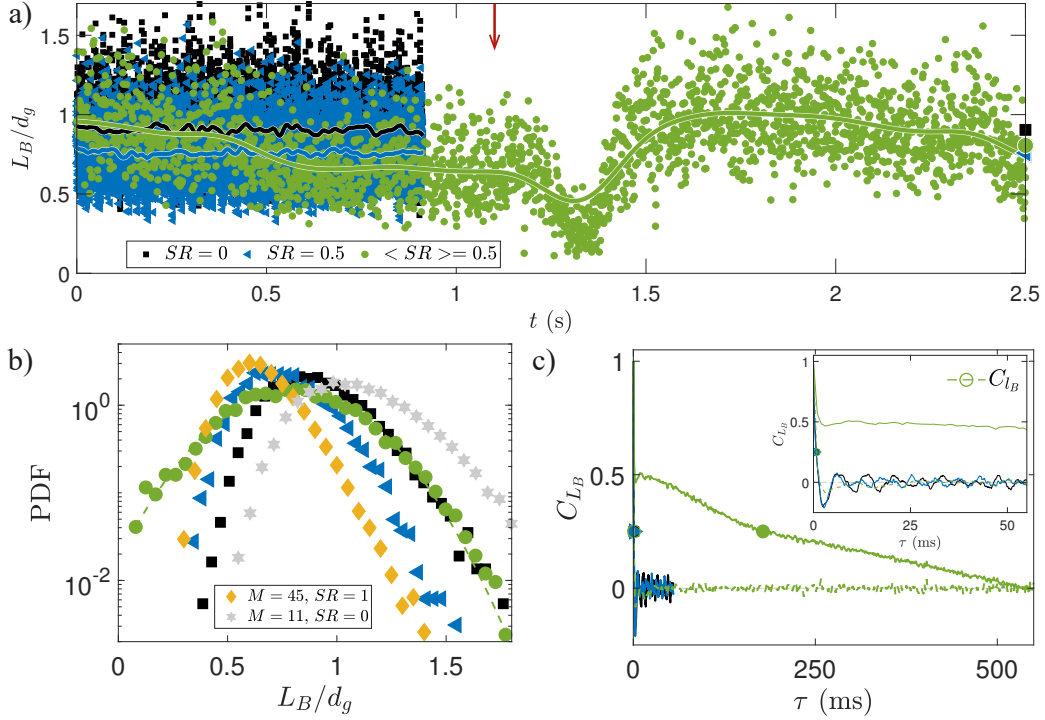 a)
1.5
1
0.5
0
L_B/d_g
SR = 0
SR = 0.5
< SR >= 0.5
0
0.5
1
1.5
2
2.5
t (s)
b)
10^0
10^{-2}
PDF
M = 45, SR = 1
M = 11, SR = 0
0
0.5
1
1.5
L_B/d_g
c)
1
0.5
0
C_{L_B}
0
250
500
τ (ms)
1
0.5
0
C_{L_B}
C_{l_B}
0
25
50
τ (ms)